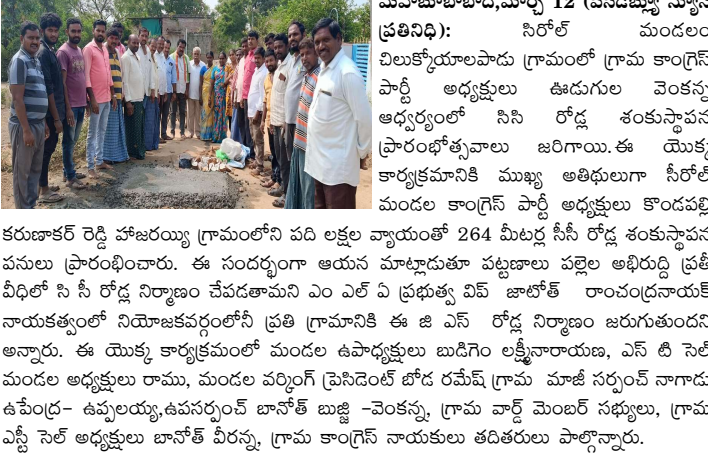 మహబూబాబాద్,మార్చి 12 (పిసిడబ్ల్యూ న్యూస్
ప్రతినిధి): సిరోల్ మండలం
చిలుక్కోయాలపాడు గ్రామంలో గ్రామ కాంగ్రెస్
పార్టీ అధ్యక్షులు ఊడుగుల వెంకన్న
ఆధ్వర్యంలో సిసి రోడ్ల శంకుస్థాపన
ప్రారంభోత్సవాలు జరిగాయి.ఈ యొక్క
కార్యక్రమానికి ముఖ్య అతిథులుగా సీరోల్
మండల కాంగ్రెస్ పార్టీ అధ్యక్షులు కొండపల్లి
కరుణాకర్ రెడ్డి హాజరయ్యి గ్రామంలోని పది లక్షల వ్యాయంతో 264 మీటర్ల సీసీ రోడ్ల శంకుస్థాపన
పనులు ప్రారంభించారు. ఈ సందర్భంగా ఆయన మాట్లాడుతూ పట్టణాలు పల్లెల అభిరుద్ది ప్రతీ
వీధిలో సి సీ రోడ్ల నిర్మాణం చేపడతామని ఎం ఎల్ ఏ ప్రభుత్వ విప్ జాటోత్ రాంచంద్రనాయక్
నాయకత్వంలో నియోజకవర్గంలోనీ ప్రతి గ్రామానికి ఈ జి ఎస్ రోడ్ల నిర్మాణం జరుగుతుందని
అన్నారు. ఈ యొక్క కార్యక్రమంలో మండల ఉపాధ్యక్షులు బుడిగెం లక్ష్మీనారాయణ, ఎస్ టి సెల్
మండల అధ్యక్షులు రాము, మండల వర్కింగ్ ప్రెసిడెంట్ బోడ రమేష్ గ్రామ మాజీ సర్పంచ్ నాగాడు
ఉపేంద్ర- ఉప్పలయ్య,ఉపసర్పంచ్ బానోత్ బుజ్జి -వెంకన్న, గ్రామ వార్డ్ మెంబర్ సభ్యులు, గ్రామ
ఎస్టీ సెల్ అధ్యక్షులు బానోత్ వీరన్న, గ్రామ కాంగ్రెస్ నాయకులు తదితరులు పాల్గొన్నారు.